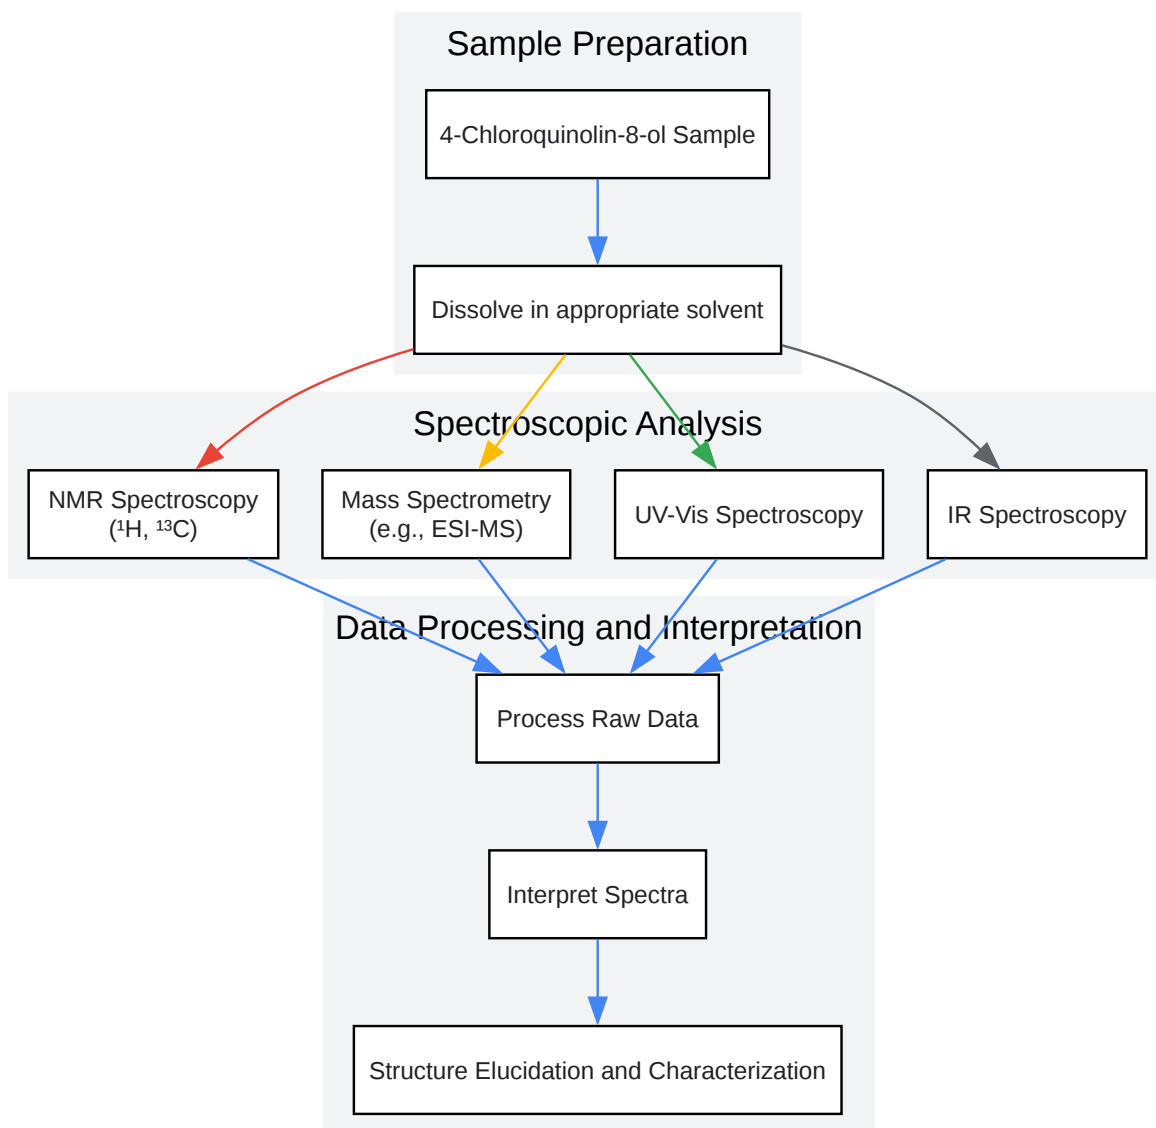 Sample Preparation
4-Chloroquinolin-8-ol Sample
Dissolve in appropriate solvent
Spectroscopic Analysis
NMR Spectroscopy
(¹H, ¹³C)
Mass Spectrometry
(e.g., ESI-MS)
UV-Vis Spectroscopy
IR Spectroscopy
Data Processing and Interpretation
Process Raw Data
Interpret Spectra
Structure Elucidation and Characterization